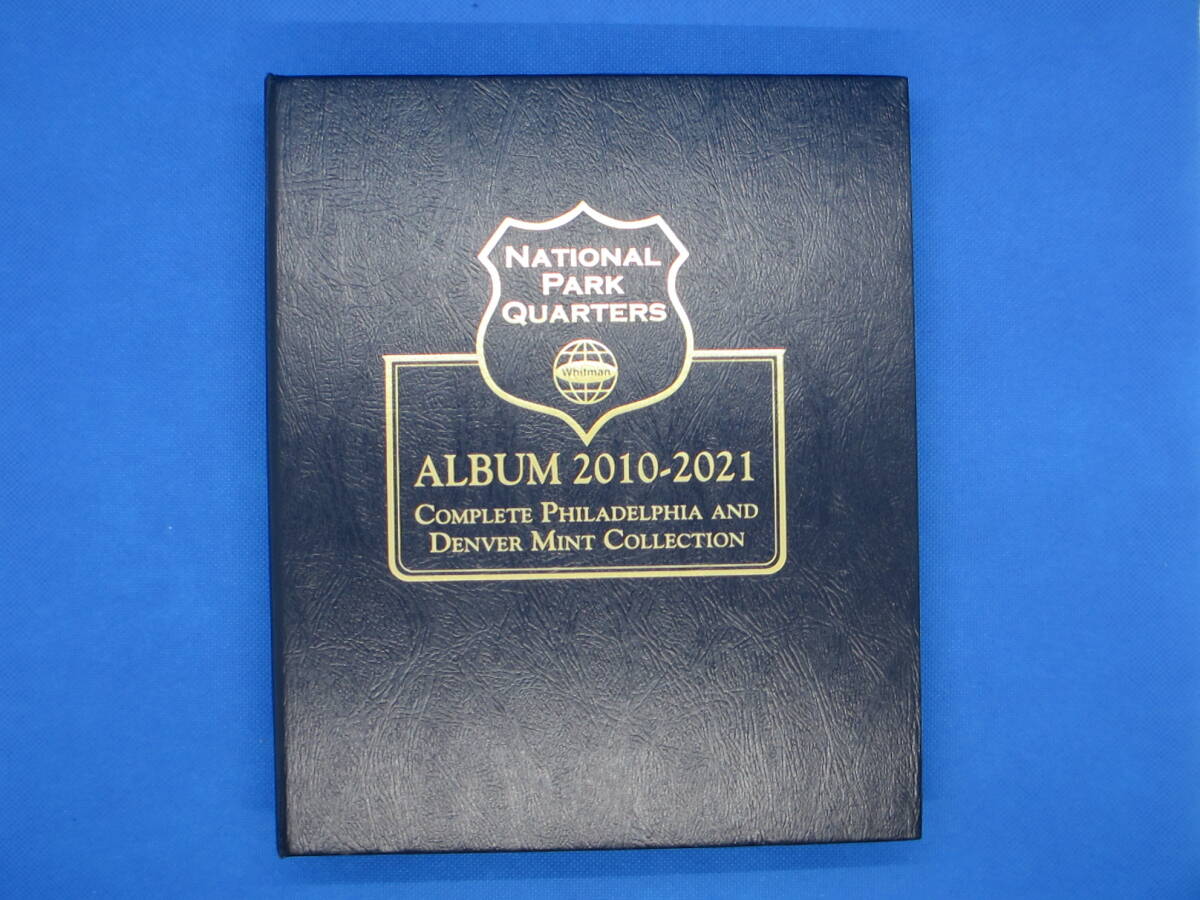 NATIONAL
PARK
QUARTERS
Whitman
ALBUM 2010-2021
COMPLETE PHILADELPHIA AND
DENVER MINT COLLECTION